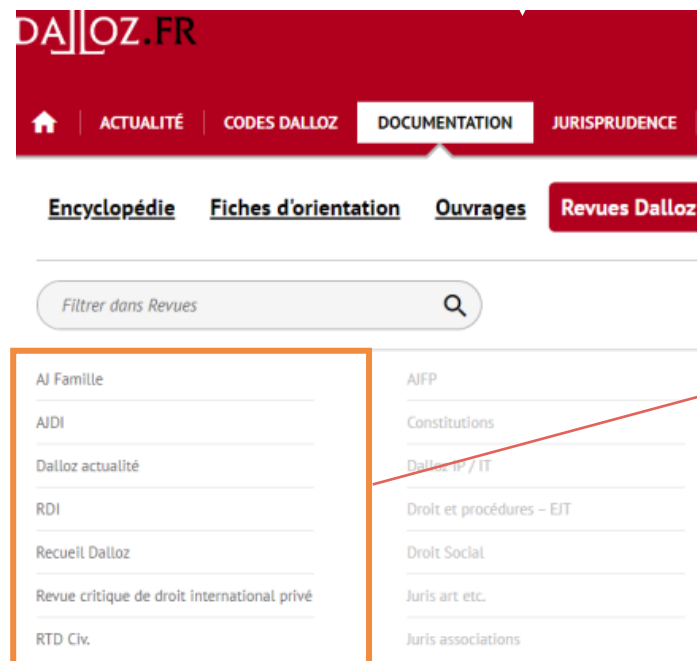 DALLOZ.FR
ACTUALITÉ CODES DALLOZ DOCUMENTATION JURISPRUDENCE
Encyclopédie Fiches d'orientation Ouvrages Revues Dalloz
Filtrer dans Revues
AJ Famille
AJDI
Dalloz actualité
RDI
Recueil Dalloz
Revue critique de droit international privé
RTD Civ.
AJFP
Constitutions
Dalloz IP / IT
Droit et procédures – EJT
Droit Social
Juris art etc.
Juris associations